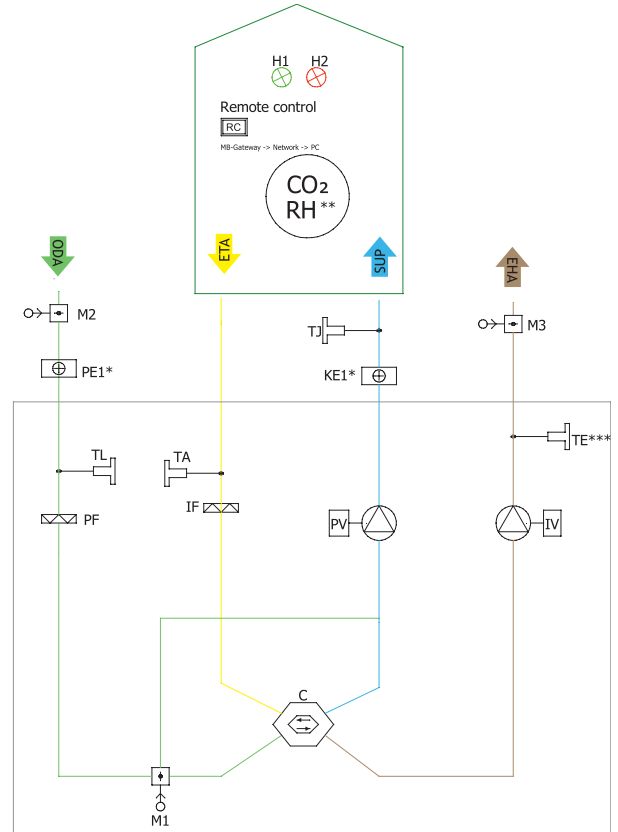 H1 H2
Remote control
RC
MB-Gateway -> Network -> PC
CO₂
RH**
ODA
ETA
SUP
EHA
M2
M3
TJ
PE1*
KE1*
TL
TA
TE***
IF
PF
PV
IV
C
M1